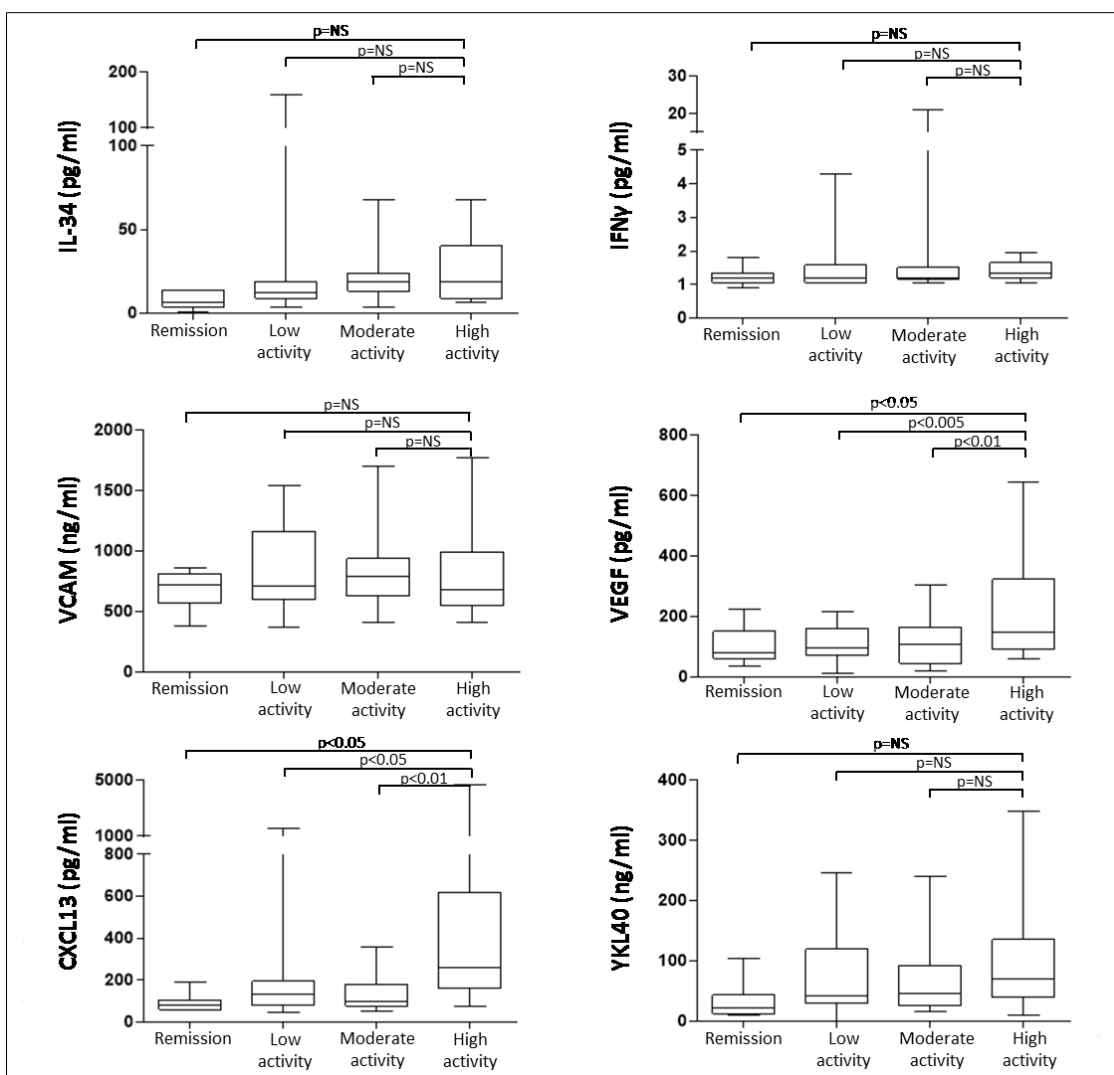 p=NS
p=NS
p=NS
IL-34 (pg/ml)
200
100
100
50
0
Remission
Low
activity
Moderate
activity
High
activity
p=NS
p=NS
p=NS
IFNγ (pg/ml)
30
20
10
5
4
3
2
1
0
Remission
Low
activity
Moderate
activity
High
activity
p=NS
p=NS
p=NS
VCAM (ng/ml)
2000
1500
1000
500
0
Remission
Low
activity
Moderate
activity
High
activity
p<0.05
p<0.005
p<0.01
VEGF (pg/ml)
800
600
400
200
0
Remission
Low
activity
Moderate
activity
High
activity
p<0.05
p<0.05
p<0.01
CXCL13 (pg/ml)
5000
1000
800
600
400
200
0
Remission
Low
activity
Moderate
activity
High
activity
p=NS
p=NS
p=NS
YKL40 (ng/ml)
400
300
200
100
0
Remission
Low
activity
Moderate
activity
High
activity